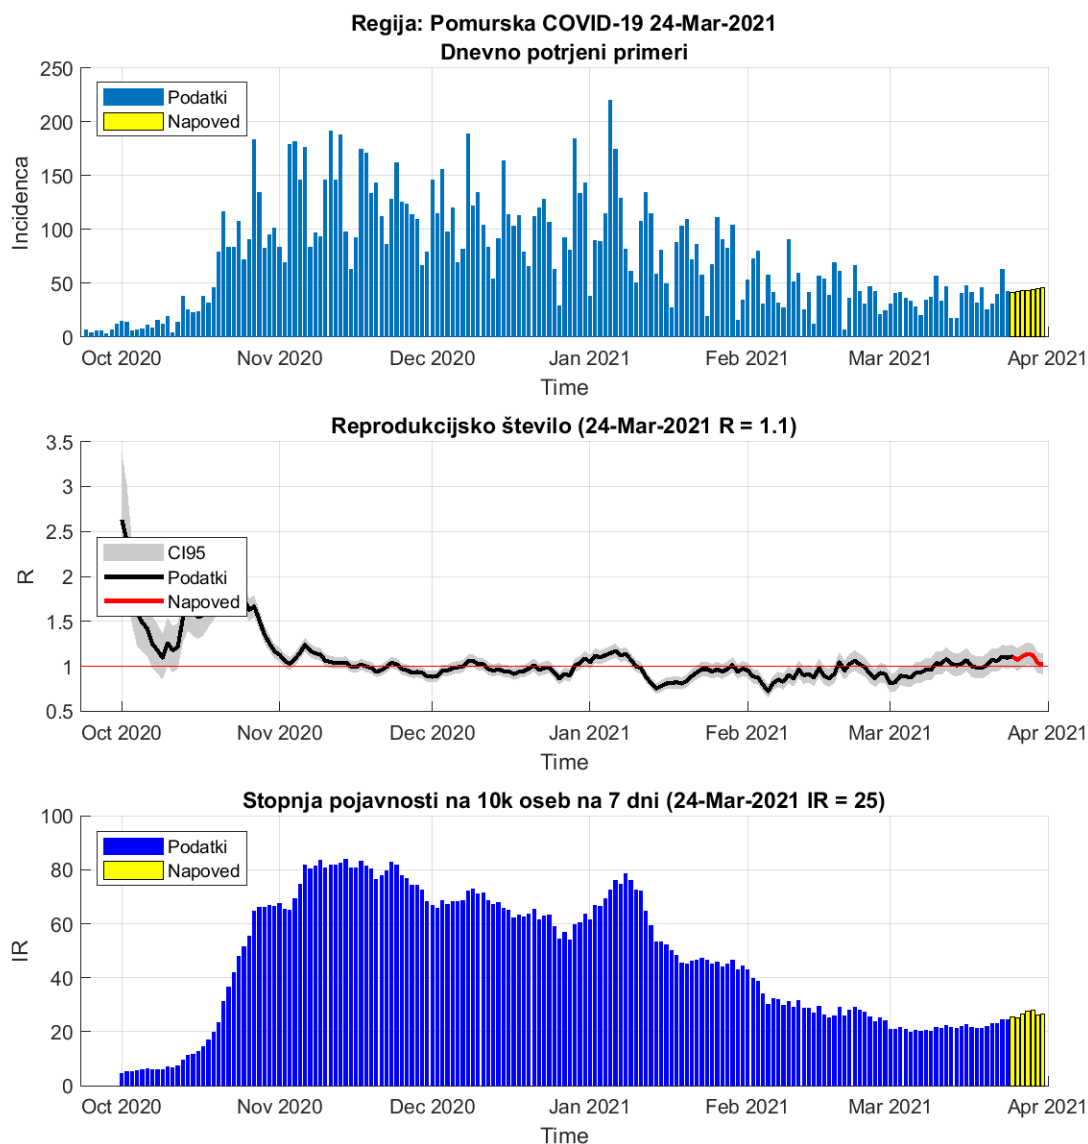 Regija: Pomurska COVID-19 24-Mar-2021
Dnevno potrjeni primeri
250
200
150
100
50
0
Incidenca
Podatki
Napoved
Oct 2020 Nov 2020 Dec 2020 Jan 2021 Feb 2021 Mar 2021 Apr 2021
Time
Reprodukcijsko število (24-Mar-2021 R = 1.1)
3.5
3
2.5
2
1.5
1
0.5
R
CI95
Podatki
Napoved
Oct 2020 Nov 2020 Dec 2020 Jan 2021 Feb 2021 Mar 2021 Apr 2021
Time
Stopnja pojavnosti na 10k oseb na 7 dni (24-Mar-2021 IR = 25)
100
80
60
40
20
0
IR
Podatki
Napoved
Oct 2020 Nov 2020 Dec 2020 Jan 2021 Feb 2021 Mar 2021 Apr 2021
Time